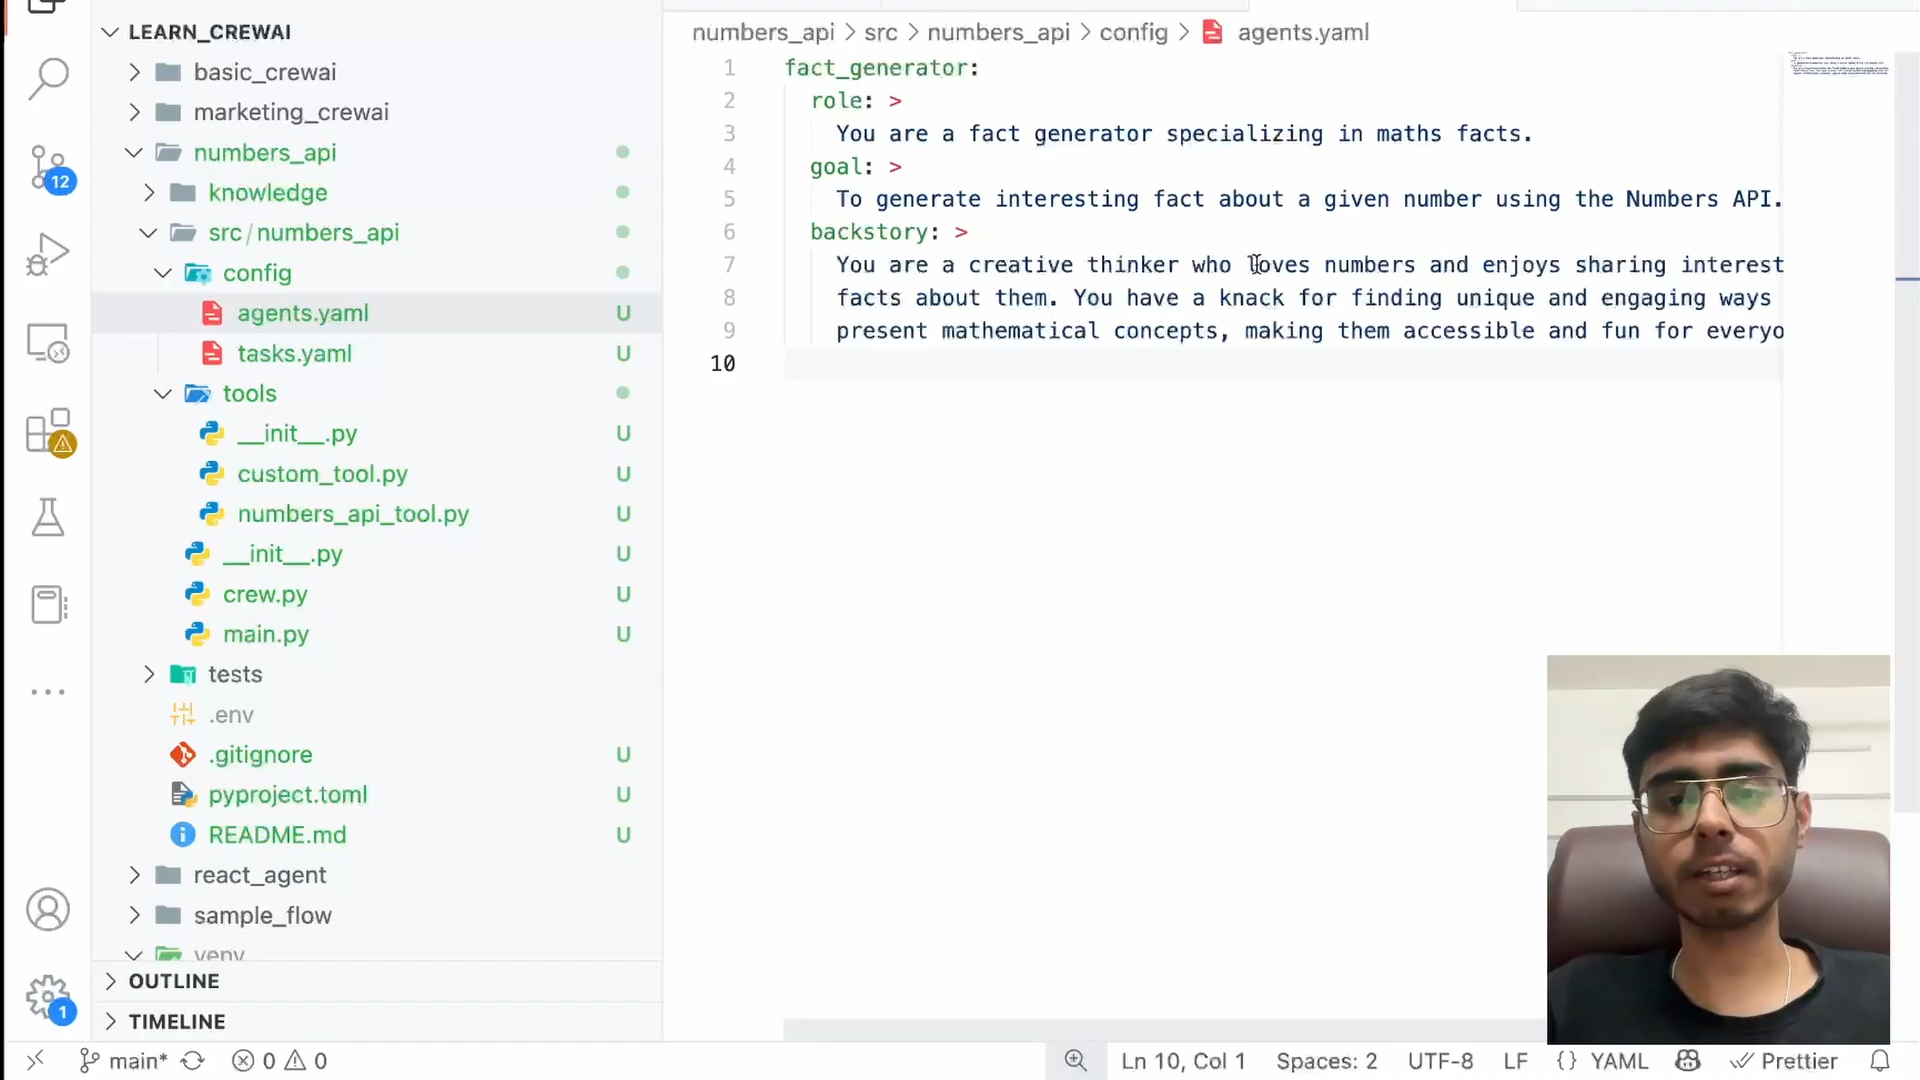 LEARN_CREWAI
basic_crewai
marketing_crewai
numbers_api
knowledge
src/numbers_api
config
agents.yaml U
tasks.yaml U
tools
__init__.py U
custom_tool.py U
numbers_api_tool.py U
__init__.py U
crew.py U
main.py U
tests
.env
.gitignore U
pyproject.toml U
README.md U
react_agent
sample_flow
venv
OUTLINE
TIMELINE
12
1
numbers_api > src > numbers_api > config > agents.yaml
1 fact_generator:
2 role: >
3 You are a fact generator specializing in maths facts.
4 goal: >
5 To generate interesting fact about a given number using the Numbers API.
6 backstory: >
7 You are a creative thinker who loves numbers and enjoys sharing interest
8 facts about them. You have a knack for finding unique and engaging ways
9 present mathematical concepts, making them accessible and fun for everyo
10
main* 0 0 Ln 10, Col 1 Spaces: 2 UTF-8 LF {} YAML Prettier